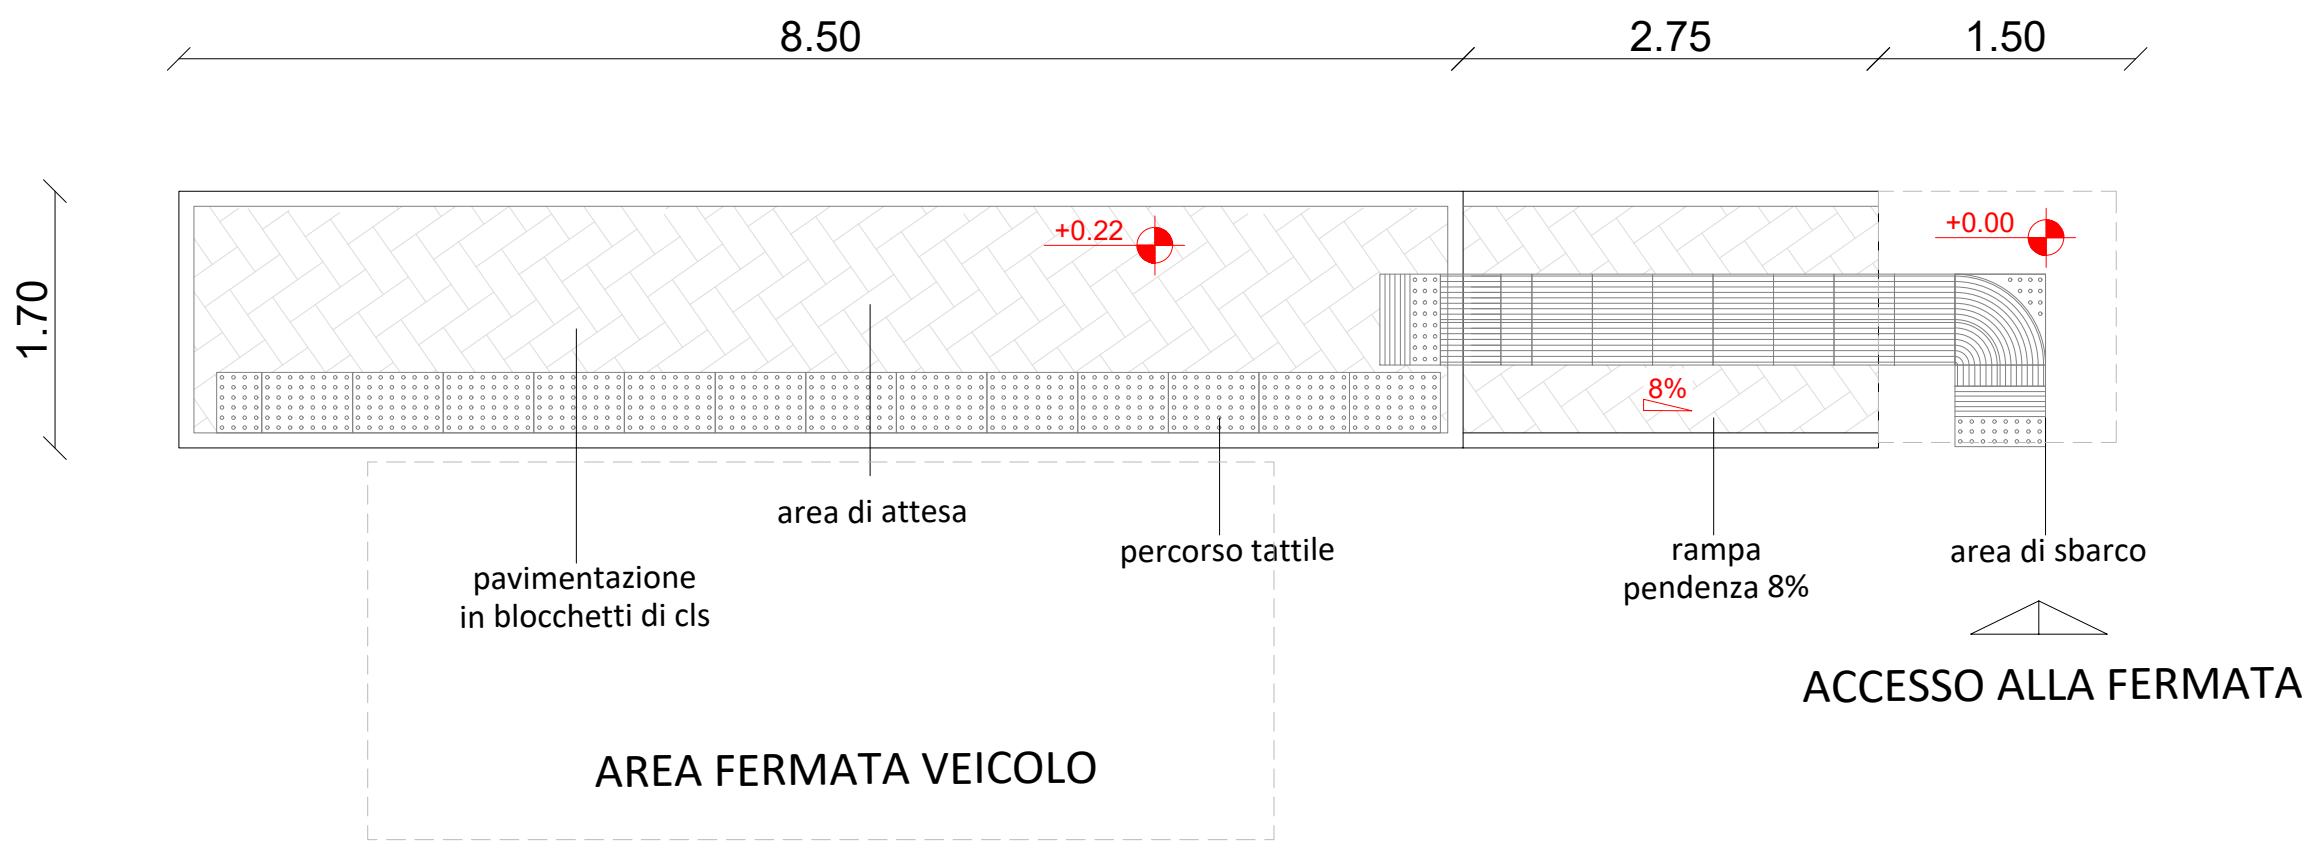 8.50
2.75
1.50
1.70
+0.22
+0.00
8%
area di attesa
percorso tattile
rampa
pendenza 8%
area di sbarco
pavimentazione
in blocchetti di cls
ACCESSO ALLA FERMATA
AREA FERMATA VEICOLO